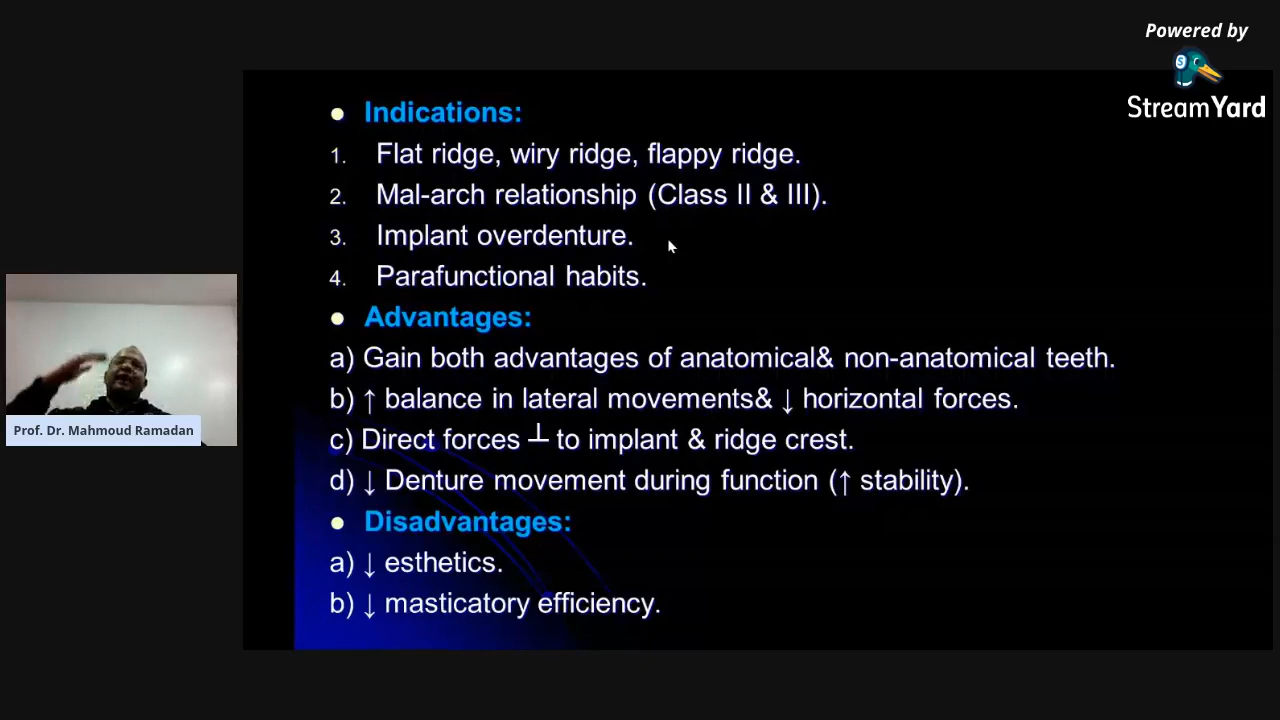 Powered by
StreamYard
● Indications:
1. Flat ridge, wiry ridge, flappy ridge.
2. Mal-arch relationship (Class II & III).
3. Implant overdenture.
4. Parafunctional habits.
● Advantages:
a) Gain both advantages of anatomical& non-anatomical teeth.
b) ↑ balance in lateral movements& ↓ horizontal forces.
c) Direct forces ┴ to implant & ridge crest.
d) ↓ Denture movement during function (↑ stability).
● Disadvantages:
a) ↓ esthetics.
b) ↓ masticatory efficiency.
Prof. Dr. Mahmoud Ramadan